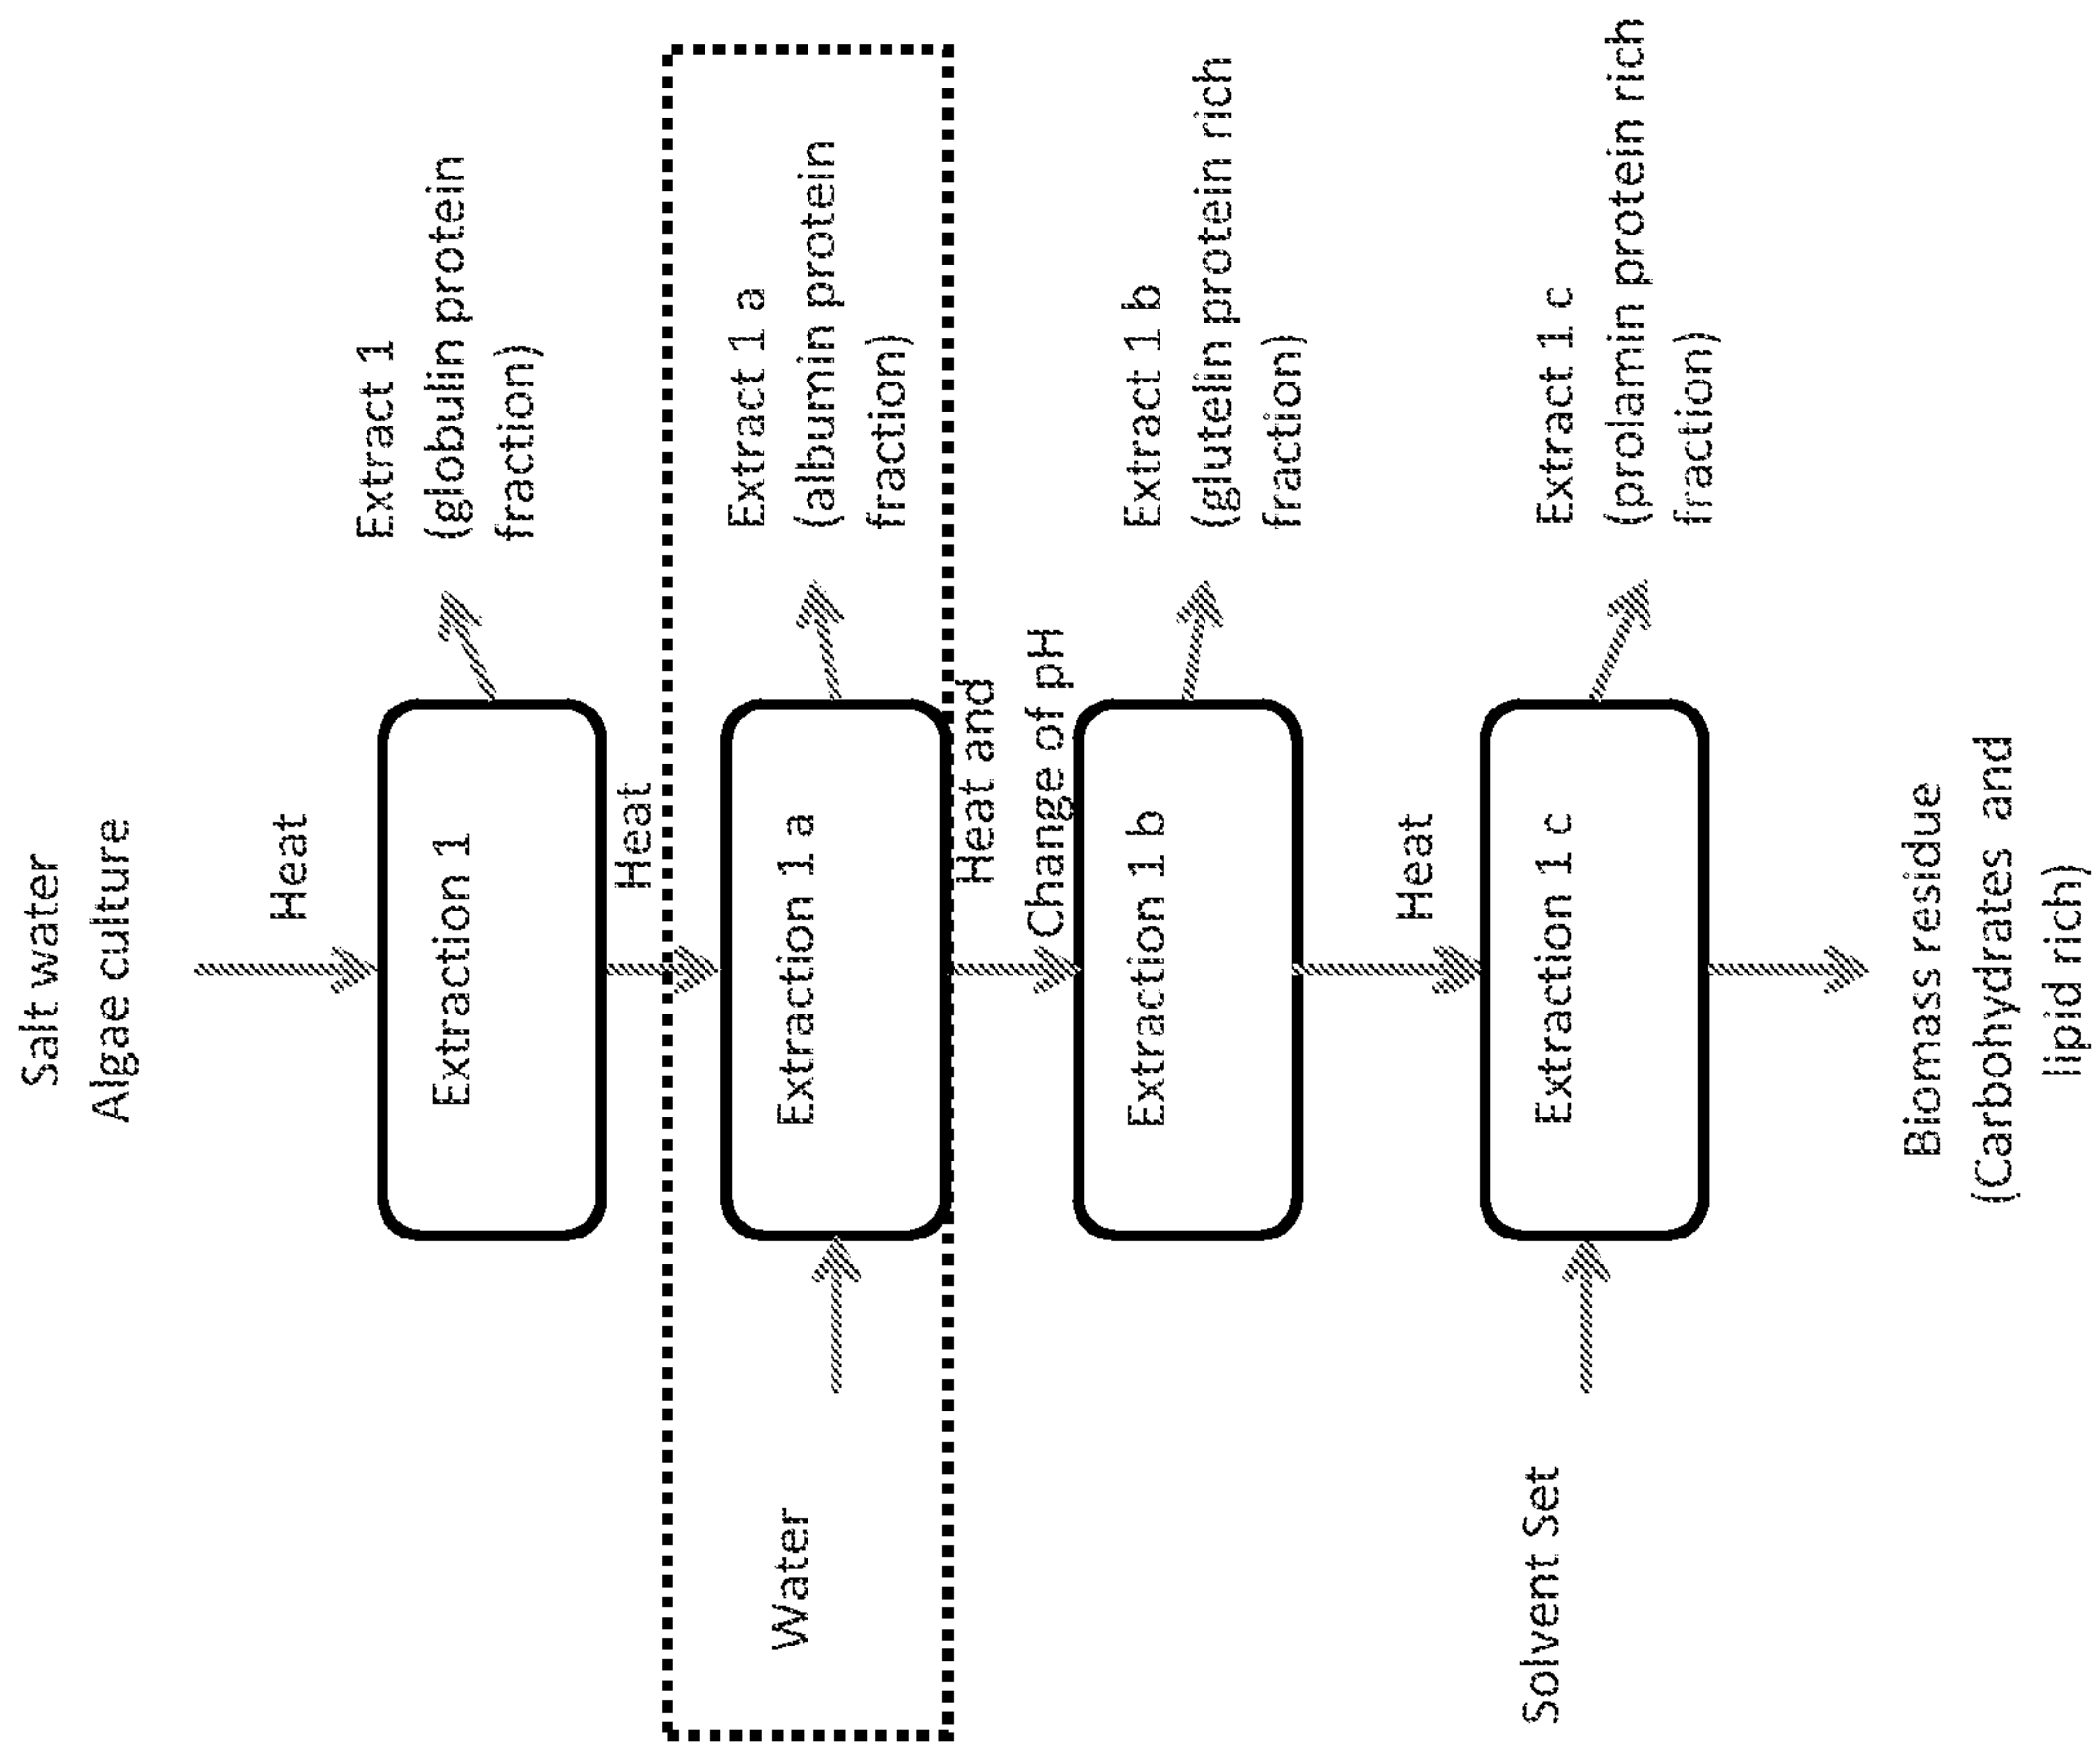 Salt water
Algae culture
Heat
Extraction 1
Extract 1
(globulin protein
fraction)
Heat
Water
Extraction 1 a
Extract 1 a
(albumin protein
fraction)
Heat and
Change of pH
Extraction 1 b
Extract 1 b
(glutelin protein rich
fraction)
Heat
Solvent Set
Extraction 1 c
Extract 1 c
(prolamin protein rich
fraction)
Biomass residue
(Carbohydrates and
lipid rich)